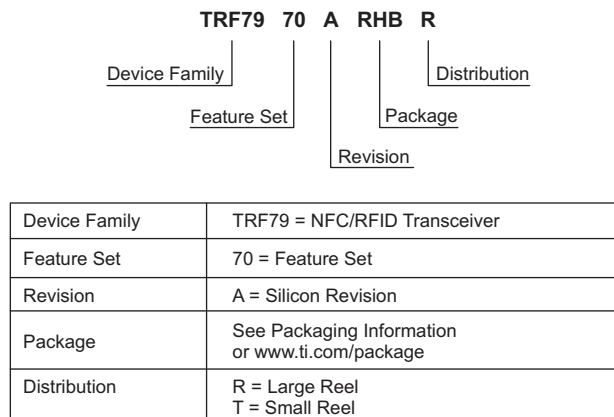 TRF79 70 A RHB R
Device Family
Distribution
Feature Set
Package
Revision
Device Family TRF79 = NFC/RFID Transceiver
Feature Set 70 = Feature Set
Revision A = Silicon Revision
Package See Packaging Information
or www.ti.com/package
Distribution R = Large Reel
T = Small Reel